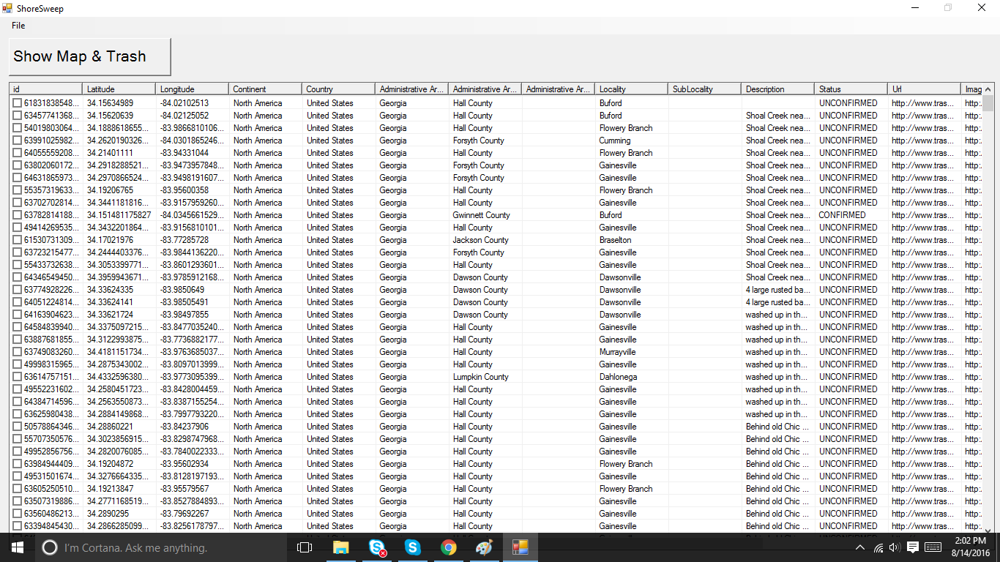 ShoreSweep
File
Show Map & Trash
id Latitude Longitude Continent Country Administrative Ar... Administrative Ar... Administrative Ar... Locality SubLocality Description Status Url Imag
61831838548... 34.15634989 -84.02102513 North America United States Georgia Hall County Buford UNCONFIRMED http://www.tras... http:
63457741368... 34.15620639 -84.02125052 North America United States Georgia Hall County Buford Shoal Creek nea... UNCONFIRMED http://www.tras... http:
54019803064... 34.1888618655... -83.9866810106... North America United States Georgia Hall County Flowery Branch Shoal Creek nea... UNCONFIRMED http://www.tras... http:
63991025982... 34.2620190326... -84.0301865246... North America United States Georgia Forsyth County Cumming Shoal Creek nea... UNCONFIRMED http://www.tras... http:
64055559208... 34.21401111 -83.94331044 North America United States Georgia Hall County Flowery Branch Shoal Creek nea... UNCONFIRMED http://www.tras... http:
63802060172... 34.2918288521... -83.9473957848... North America United States Georgia Forsyth County Gainesville Shoal Creek nea... UNCONFIRMED http://www.tras... http:
64631865973... 34.2970866524... -83.9498191607... North America United States Georgia Forsyth County Gainesville Shoal Creek nea... UNCONFIRMED http://www.tras... http:
55357319633... 34.19206765 -83.95600358 North America United States Georgia Hall County Flowery Branch Shoal Creek nea... UNCONFIRMED http://www.tras... http:
63702702814... 34.3441181816... -83.9157959260... North America United States Georgia Hall County Gainesville Shoal Creek nea... UNCONFIRMED http://www.tras... http:
63782814188... 34.151481175827 -84.0345661529... North America United States Georgia Gwinnett County Buford Shoal Creek nea... CONFIRMED http://www.tras... http:
49414269535... 34.3432201864... -83.9156810101... North America United States Georgia Hall County Gainesville Shoal Creek nea... UNCONFIRMED http://www.tras... http:
61530731309... 34.17021976 -83.77285728 North America United States Georgia Jackson County Braselton Shoal Creek nea... UNCONFIRMED http://www.tras... http:
63723215477... 34.2444403376... -83.9844136220... North America United States Georgia Forsyth County Gainesville Shoal Creek nea... UNCONFIRMED http://www.tras... http:
55433732638... 34.3053399771... -83.8601293601... North America United States Georgia Hall County Gainesville Shoal Creek nea... UNCONFIRMED http://www.tras... http:
64346549450... 34.3959943671... -83.9785912168... North America United States Georgia Dawson County Dawsonville Shoal Creek nea... UNCONFIRMED http://www.tras... http:
63774928226... 34.33624335 -83.9850649 North America United States Georgia Dawson County Dawsonville 4 large rusted ba... UNCONFIRMED http://www.tras... http:
64051224814... 34.33624141 -83.98505491 North America United States Georgia Dawson County Dawsonville 4 large rusted ba... UNCONFIRMED http://www.tras... http:
64163904623... 34.33621724 -83.98497855 North America United States Georgia Dawson County Dawsonville washed up in th... UNCONFIRMED http://www.tras... http:
64584839940... 34.3375097215... -83.8477035240... North America United States Georgia Hall County Gainesville washed up in th... UNCONFIRMED http://www.tras... http:
63887681855... 34.3122993875... -83.7736882177... North America United States Georgia Hall County Gainesville washed up in th... UNCONFIRMED http://www.tras... http:
63749083260... 34.4181151734... -83.9763685037... North America United States Georgia Hall County Murrayville washed up in th... UNCONFIRMED http://www.tras... http:
49998315965... 34.2875343002... -83.8097013999... North America United States Georgia Hall County Gainesville washed up in th... UNCONFIRMED http://www.tras... http:
63614757151... 34.4332596380... -83.9773095399... North America United States Georgia Lumpkin County Dahlonega washed up in th... UNCONFIRMED http://www.tras... http:
49552231602... 34.2580451723... -83.8428004459... North America United States Georgia Hall County Gainesville washed up in th... UNCONFIRMED http://www.tras... http:
64384714596... 34.2563550873... -83.8387155254... North America United States Georgia Hall County Gainesville washed up in th... UNCONFIRMED http://www.tras... http:
63625980438... 34.2884149868... -83.7997793220... North America United States Georgia Hall County Gainesville washed up in th... UNCONFIRMED http://www.tras... http:
50578864346... 34.28860221 -83.84237906 North America United States Georgia Hall County Gainesville Behind old Chic ... UNCONFIRMED http://www.tras... http:
55707350576... 34.3023856915... -83.8298747968... North America United States Georgia Hall County Gainesville Behind old Chic ... UNCONFIRMED http://www.tras... http:
49952856756... 34.2820076085... -83.7840022333... North America United States Georgia Hall County Gainesville Behind old Chic ... UNCONFIRMED http://www.tras... http:
63984944409... 34.19204872 -83.95602934 North America United States Georgia Hall County Flowery Branch Behind old Chic ... UNCONFIRMED http://www.tras... http:
49531501674... 34.3276664335... -83.8128197193... North America United States Georgia Hall County Gainesville Behind old Chic ... UNCONFIRMED http://www.tras... http:
63605250510... 34.19213847 -83.95579567 North America United States Georgia Hall County Flowery Branch Behind old Chic ... UNCONFIRMED http://www.tras... http:
63507319886... 34.2771168519... -83.8527884893... North America United States Georgia Hall County Gainesville Behind old Chic ... UNCONFIRMED http://www.tras... http:
63560486213... 34.2890295 -83.79692267 North America United States Georgia Hall County Gainesville Behind old Chic ... UNCONFIRMED http://www.tras... http:
63394845430... 34.2866285099... -83.8256178797... North America United States Georgia Hall County Gainesville Behind old Chic ... UNCONFIRMED http://www.tras... http:
I'm Cortana. Ask me anything.
2:02 PM
8/14/2016